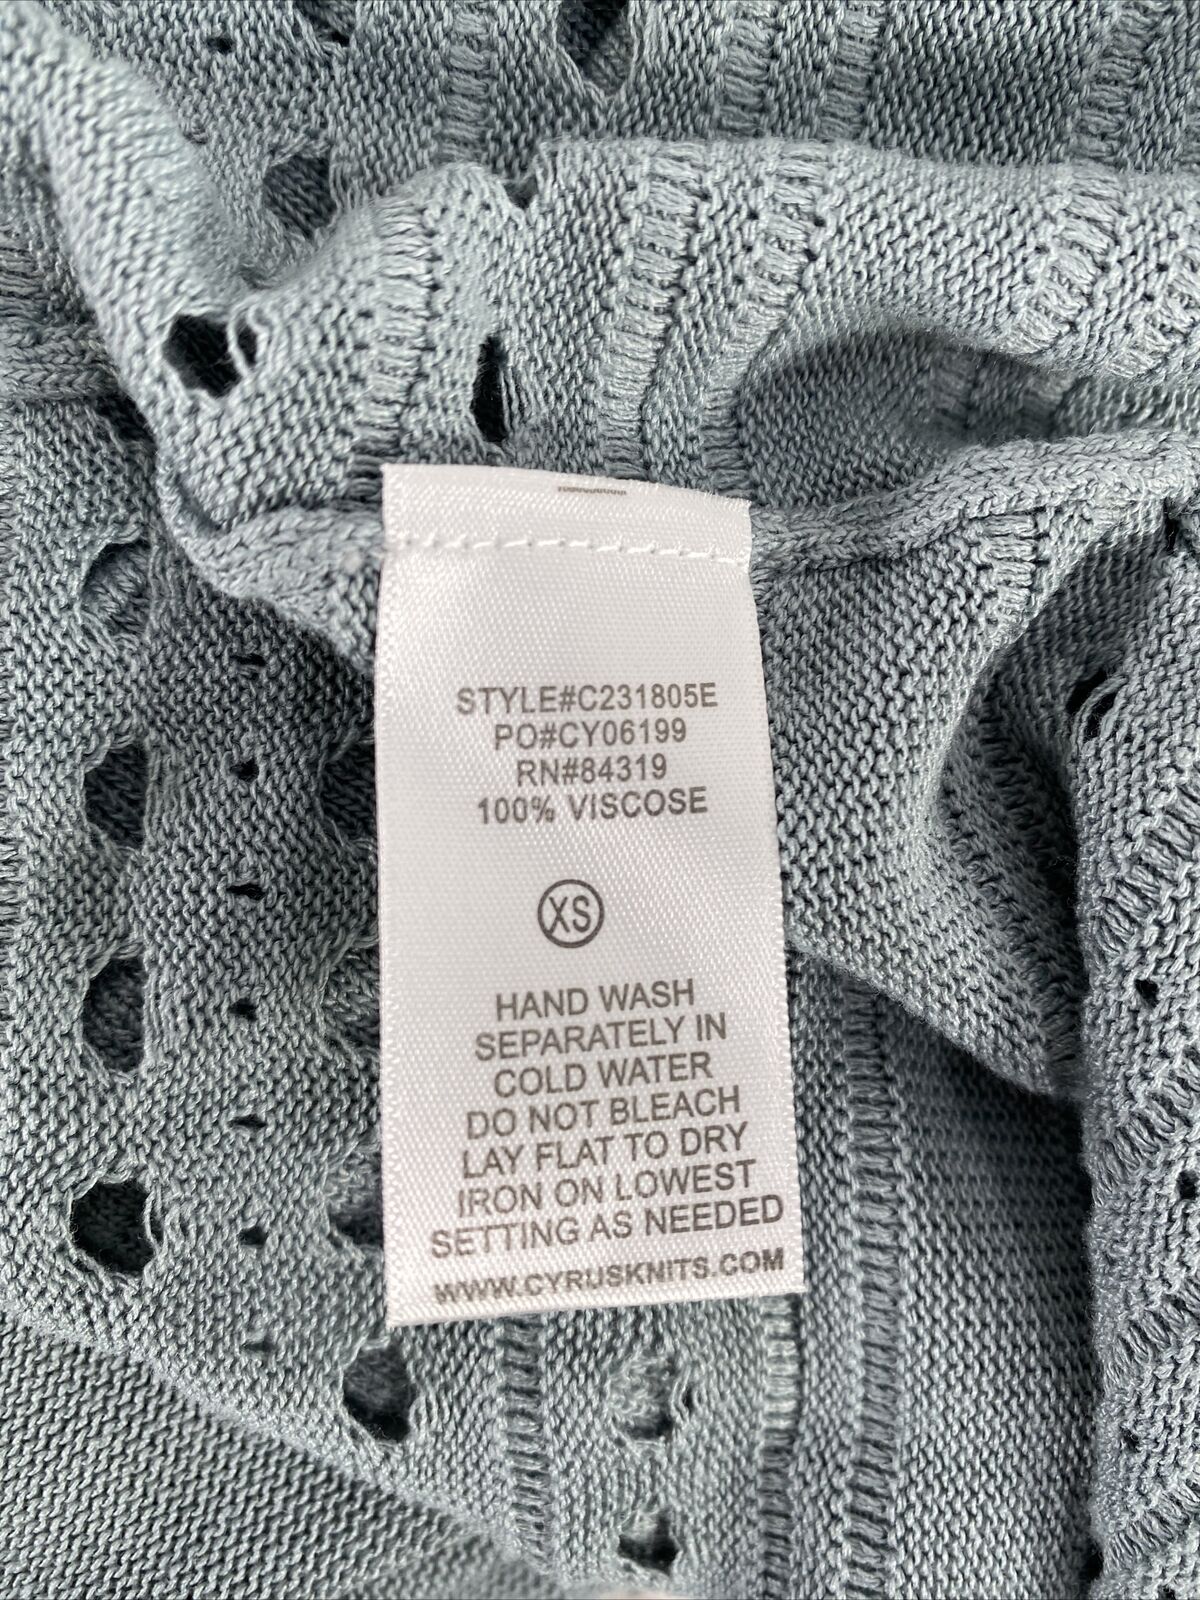 STYLE#C231805E
PO#CY06199
RN#84319
100% VISCOSE
XS
HAND WASH
SEPARATELY IN
COLD WATER
DO NOT BLEACH
LAY FLAT TO DRY
IRON ON LOWEST
SETTING AS NEEDED
WWW.CYRUSKNITS.COM